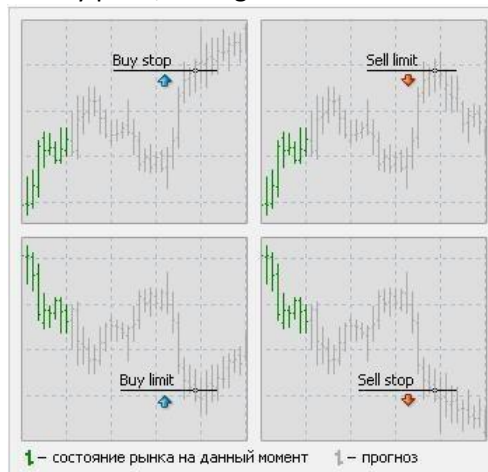 Buy stop
Sell limit
Buy limit
Sell stop
– состояние рынка на данный момент
– прогноз